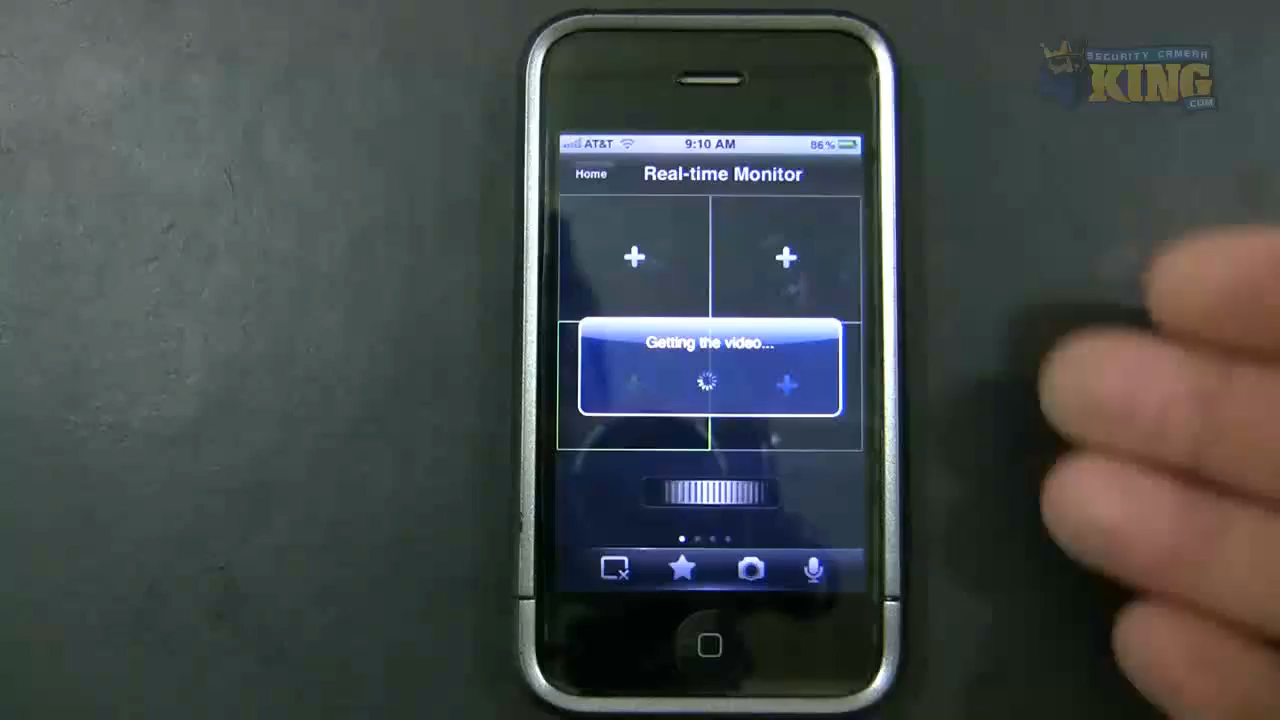 SECURITY CAMERA
KING
.COM
AT&T 9:10 AM 86%
Home Real-time Monitor
Getting the video...